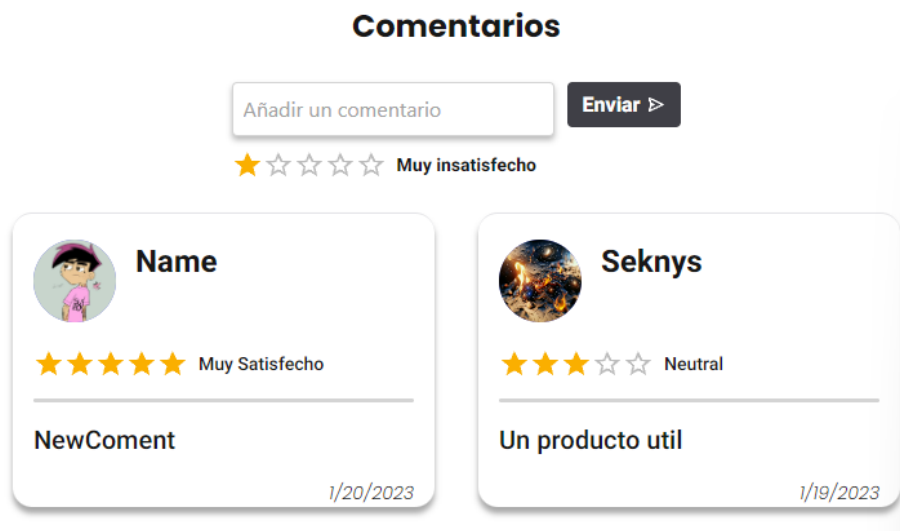 Comentarios
Añadir un comentario
Enviar
Muy insatisfecho
Name
Muy Satisfecho
NewComent
1/20/2023
Seknys
Neutral
Un producto util
1/19/2023